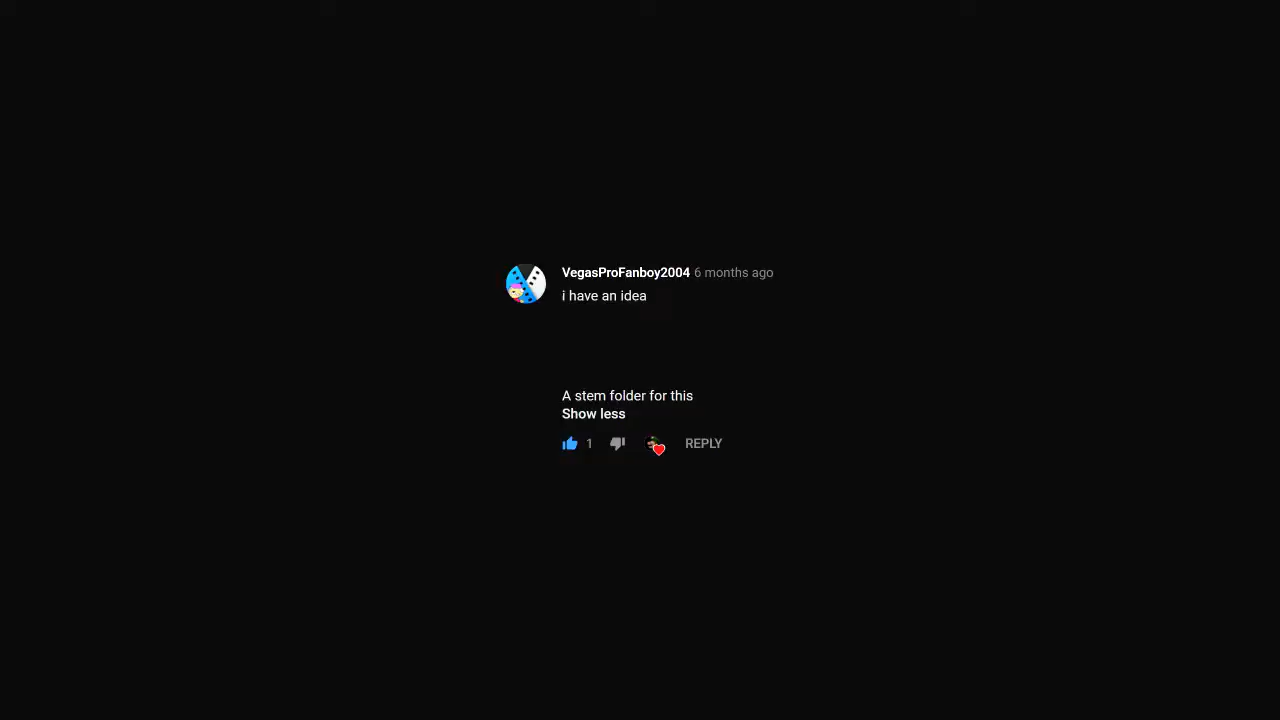 VegasProFanboy2004 6 months ago
i have an idea
A stem folder for this
Show less
1 REPLY